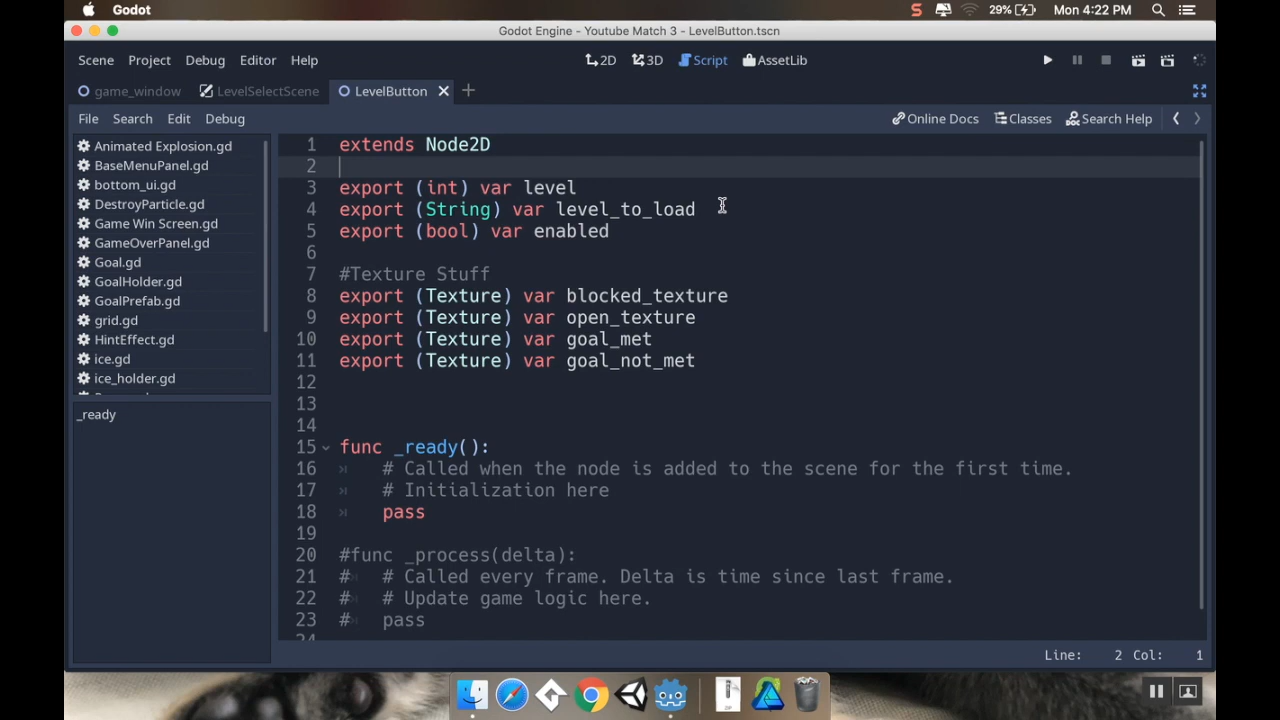 Godot
29%
Mon 4:22 PM
Godot Engine - Youtube Match 3 - LevelButton.tscn
Scene Project Debug Editor Help
2D 3D Script AssetLib
game_window LevelSelectScene LevelButton
File Search Edit Debug
Online Docs Classes Search Help
Animated Explosion.gd
BaseMenuPanel.gd
bottom_ui.gd
DestroyParticle.gd
Game Win Screen.gd
GameOverPanel.gd
Goal.gd
GoalHolder.gd
GoalPrefab.gd
grid.gd
HintEffect.gd
ice.gd
ice_holder.gd
_ready
1 extends Node2D
2
3 export (int) var level
4 export (String) var level_to_load
5 export (bool) var enabled
6
7 #Texture Stuff
8 export (Texture) var blocked_texture
9 export (Texture) var open_texture
10 export (Texture) var goal_met
11 export (Texture) var goal_not_met
12
13
14
15 func _ready():
16 # Called when the node is added to the scene for the first time.
17 # Initialization here
18 pass
19
20 #func _process(delta):
21 # # Called every frame. Delta is time since last frame.
22 # # Update game logic here.
23 # pass
24
Line: 2 Col: 1